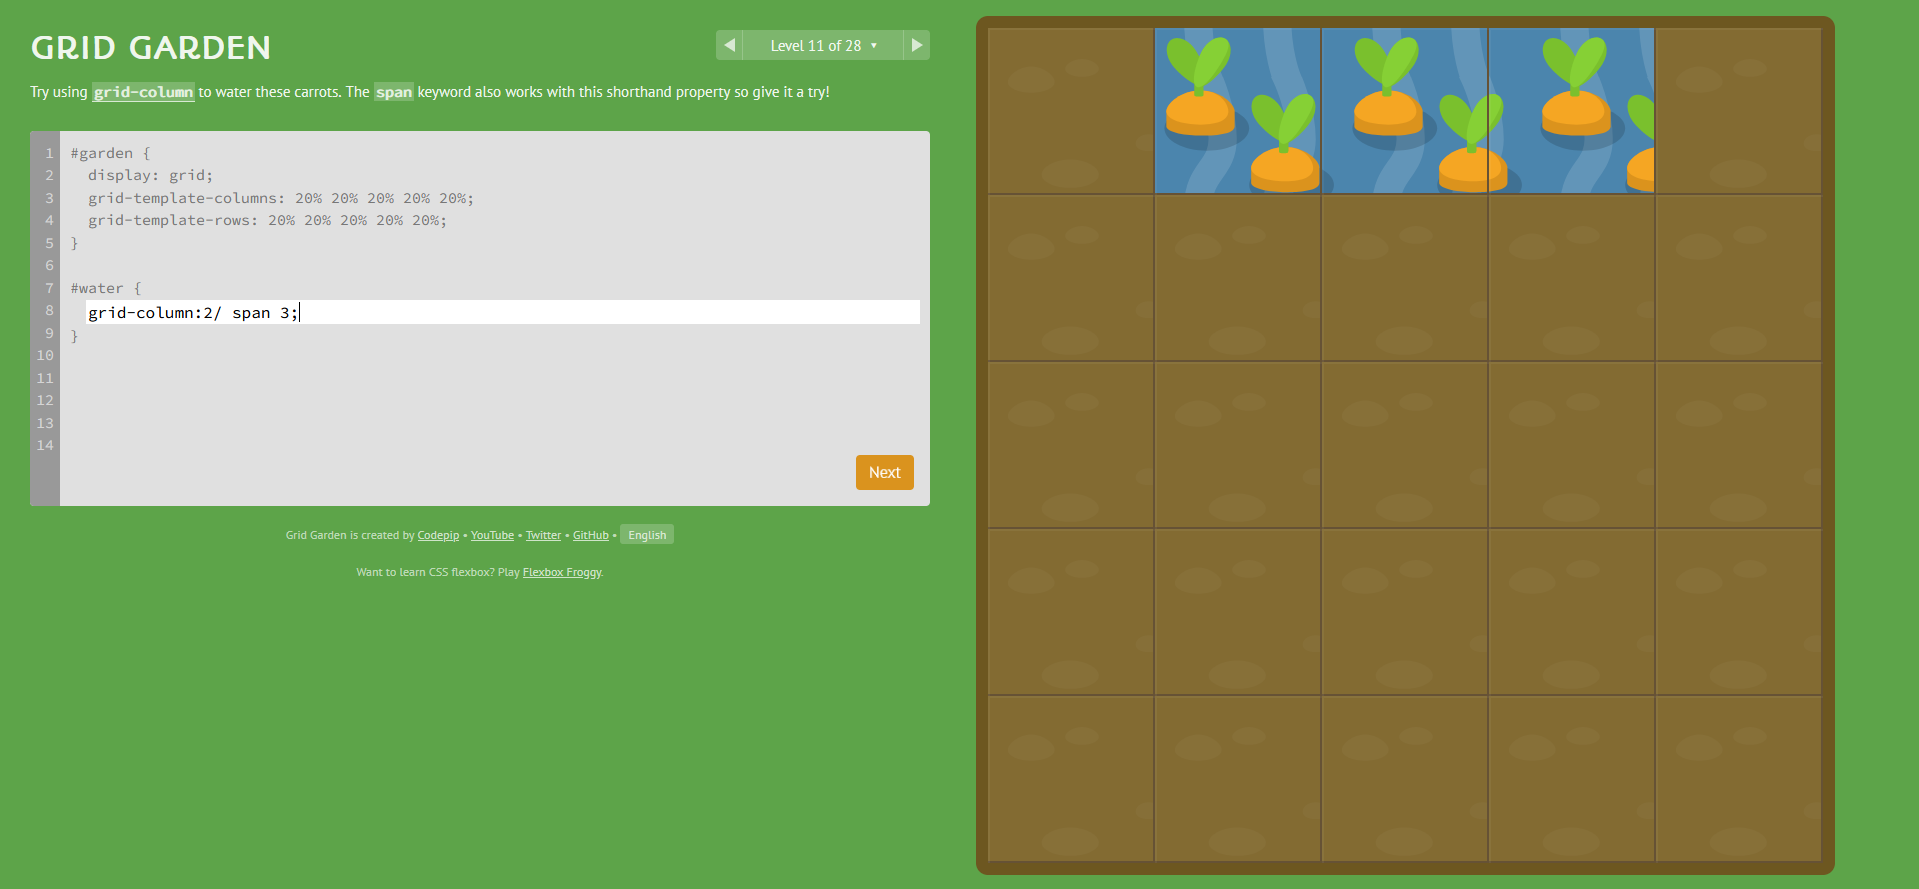 GRID GARDEN
◀ Level 11 of 28 ▼ ▶
Try using grid-column to water these carrots. The span keyword also works with this shorthand property so give it a try!
1 #garden {
2   display: grid;
3   grid-template-columns: 20% 20% 20% 20% 20%;
4   grid-template-rows: 20% 20% 20% 20% 20%;
5 }
6
7 #water {
8   grid-column:2/ span 3;
9 }
10
11
12
13
14
Next
Grid Garden is created by Codepip • YouTube • Twitter • GitHub • English
Want to learn CSS flexbox? Play Flexbox Froggy.